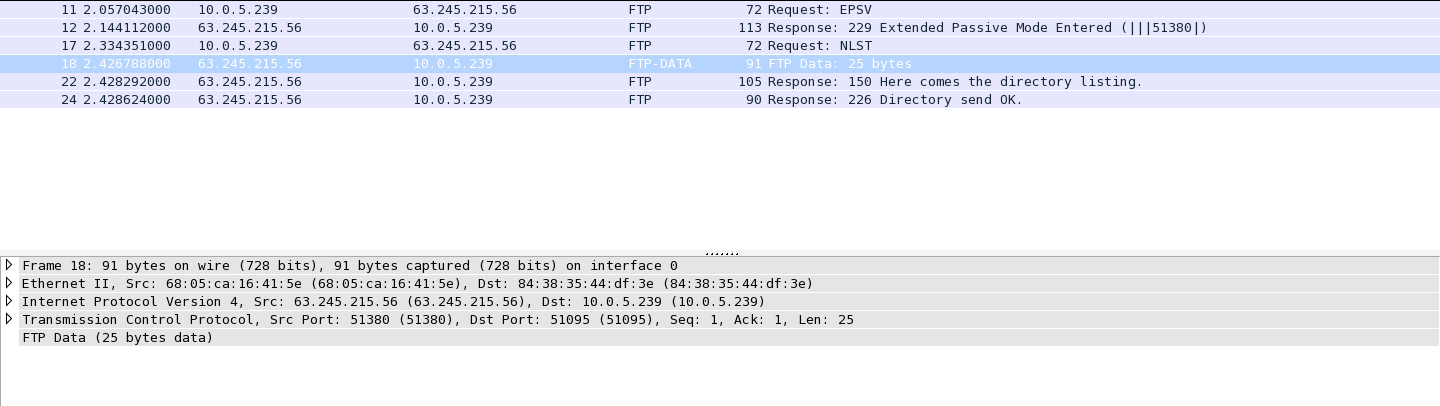 11 2.057043000 10.0.5.239 63.245.215.56 FTP 72 Request: EPSV
12 2.144112000 63.245.215.56 10.0.5.239 FTP 113 Response: 229 Extended Passive Mode Entered (|||51380|)
17 2.334351000 10.0.5.239 63.245.215.56 FTP 72 Request: NLST
18 2.426788000 63.245.215.56 10.0.5.239 FTP-DATA 91 FTP Data: 25 bytes
22 2.428292000 63.245.215.56 10.0.5.239 FTP 105 Response: 150 Here comes the directory listing.
24 2.428624000 63.245.215.56 10.0.5.239 FTP 90 Response: 226 Directory send OK.
Frame 18: 91 bytes on wire (728 bits), 91 bytes captured (728 bits) on interface 0
Ethernet II, Src: 68:05:ca:16:41:5e (68:05:ca:16:41:5e), Dst: 84:38:35:44:df:3e (84:38:35:44:df:3e)
Internet Protocol Version 4, Src: 63.245.215.56 (63.245.215.56), Dst: 10.0.5.239 (10.0.5.239)
Transmission Control Protocol, Src Port: 51380 (51380), Dst Port: 51095 (51095), Seq: 1, Ack: 1, Len: 25
FTP Data (25 bytes data)